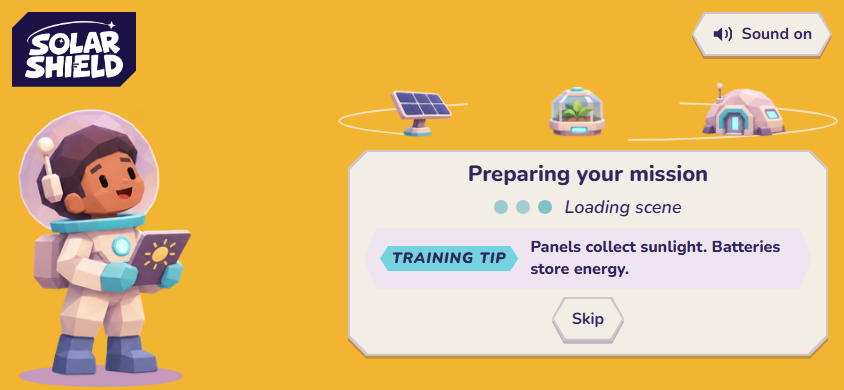 SOLAR
SHIELD
Sound on
Preparing your mission
Loading scene
TRAINING TIP
Panels collect sunlight. Batteries
store energy.
Skip